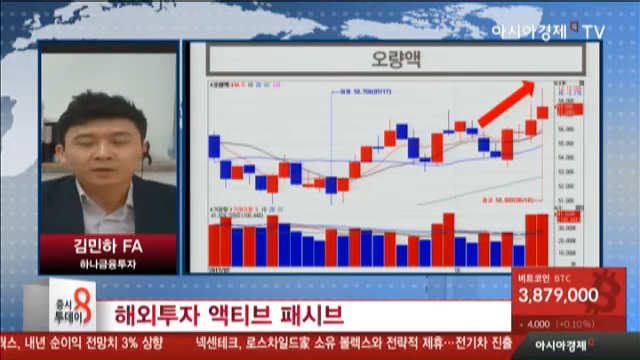 아시아경제 TV
오량액
김민하 FA
하나금융투자
증시
투데이 8
해외투자 액티브 패시브
비트코인 BTC
3,879,000
4,000 (+0.10%)
럭스, 내년 순이익 전망치 3% 상향
넥센테크, 로스차일드家 소유 볼렉스와 전략적 제휴…전기차 진출
아시아경제